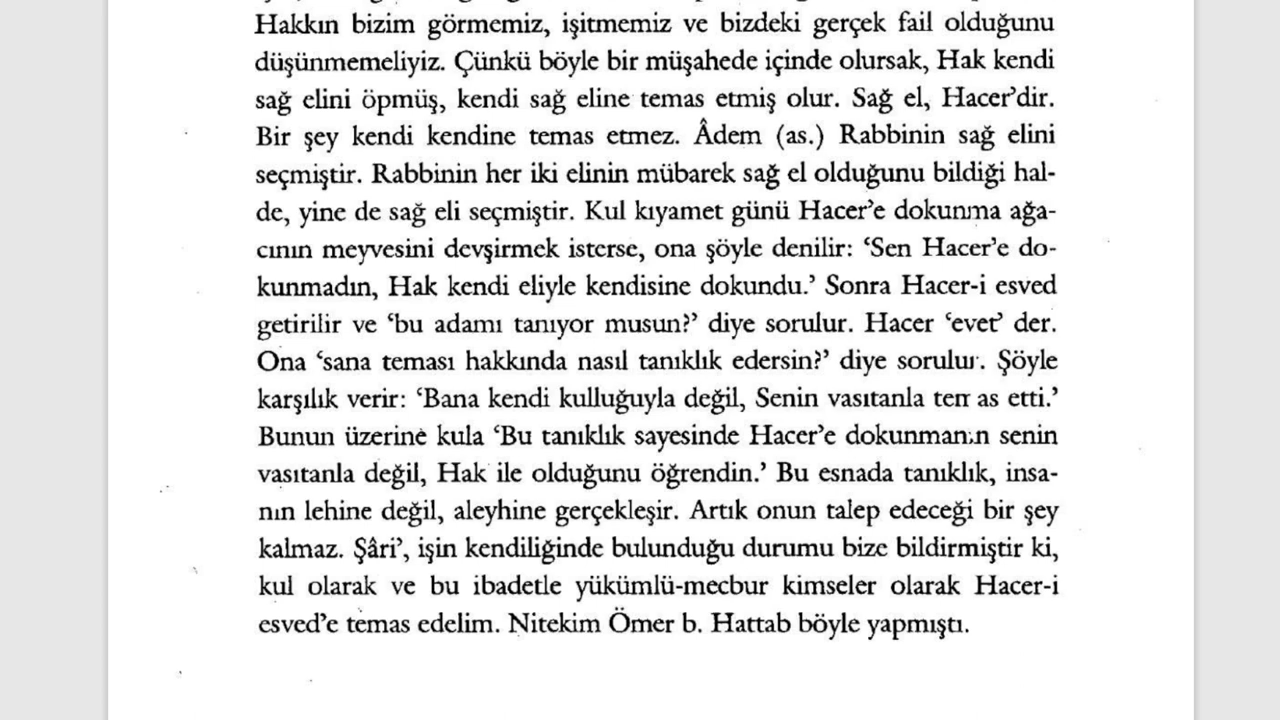 Hakkın bizim görmemiz, işitmemiz ve bizdeki gerçek fail olduğunu
düşünmemeliyiz. Çünkü böyle bir müşahede içinde olursak, Hak kendi
sağ elini öpmüş, kendi sağ eline temas etmiş olur. Sağ el, Hacer’dir.
Bir şey kendi kendine temas etmez. Âdem (as.) Rabbinin sağ elini
seçmiştir. Rabbinin her iki elinin mübarek sağ el olduğunu bildiği hal-
de, yine de sağ eli seçmiştir. Kul kıyamet günü Hacer’e dokunma ağa-
cının meyvesini devşirmek isterse, ona şöyle denilir: ‘Sen Hacer’e do-
kunmadın, Hak kendi eliyle kendisine dokundu.’ Sonra Hacer-i esved
getirilir ve ‘bu adamı tanıyor musun?’ diye sorulur. Hacer ‘evet’ der.
Ona ‘sana teması hakkında nasıl tanıklık edersin?’ diye sorulur. Şöyle
karşılık verir: ‘Bana kendi kulluğuyla değil, Senin vasıtanla temas etti.’
Bunun üzerine kula ‘Bu tanıklık sayesinde Hacer’e dokunmanın senin
vasıtanla değil, Hak ile olduğunu öğrendin.’ Bu esnada tanıklık, insa-
nın lehine değil, aleyhine gerçekleşir. Artık onun talep edeceği bir şey
kalmaz. Şâri’, işin kendiliğinde bulunduğu durumu bize bildirmiştir ki,
kul olarak ve bu ibadetle yükümlü-mecbur kimseler olarak Hacer-i
esved’e temas edelim. Nitekim Ömer b. Hattab böyle yapmıştı.